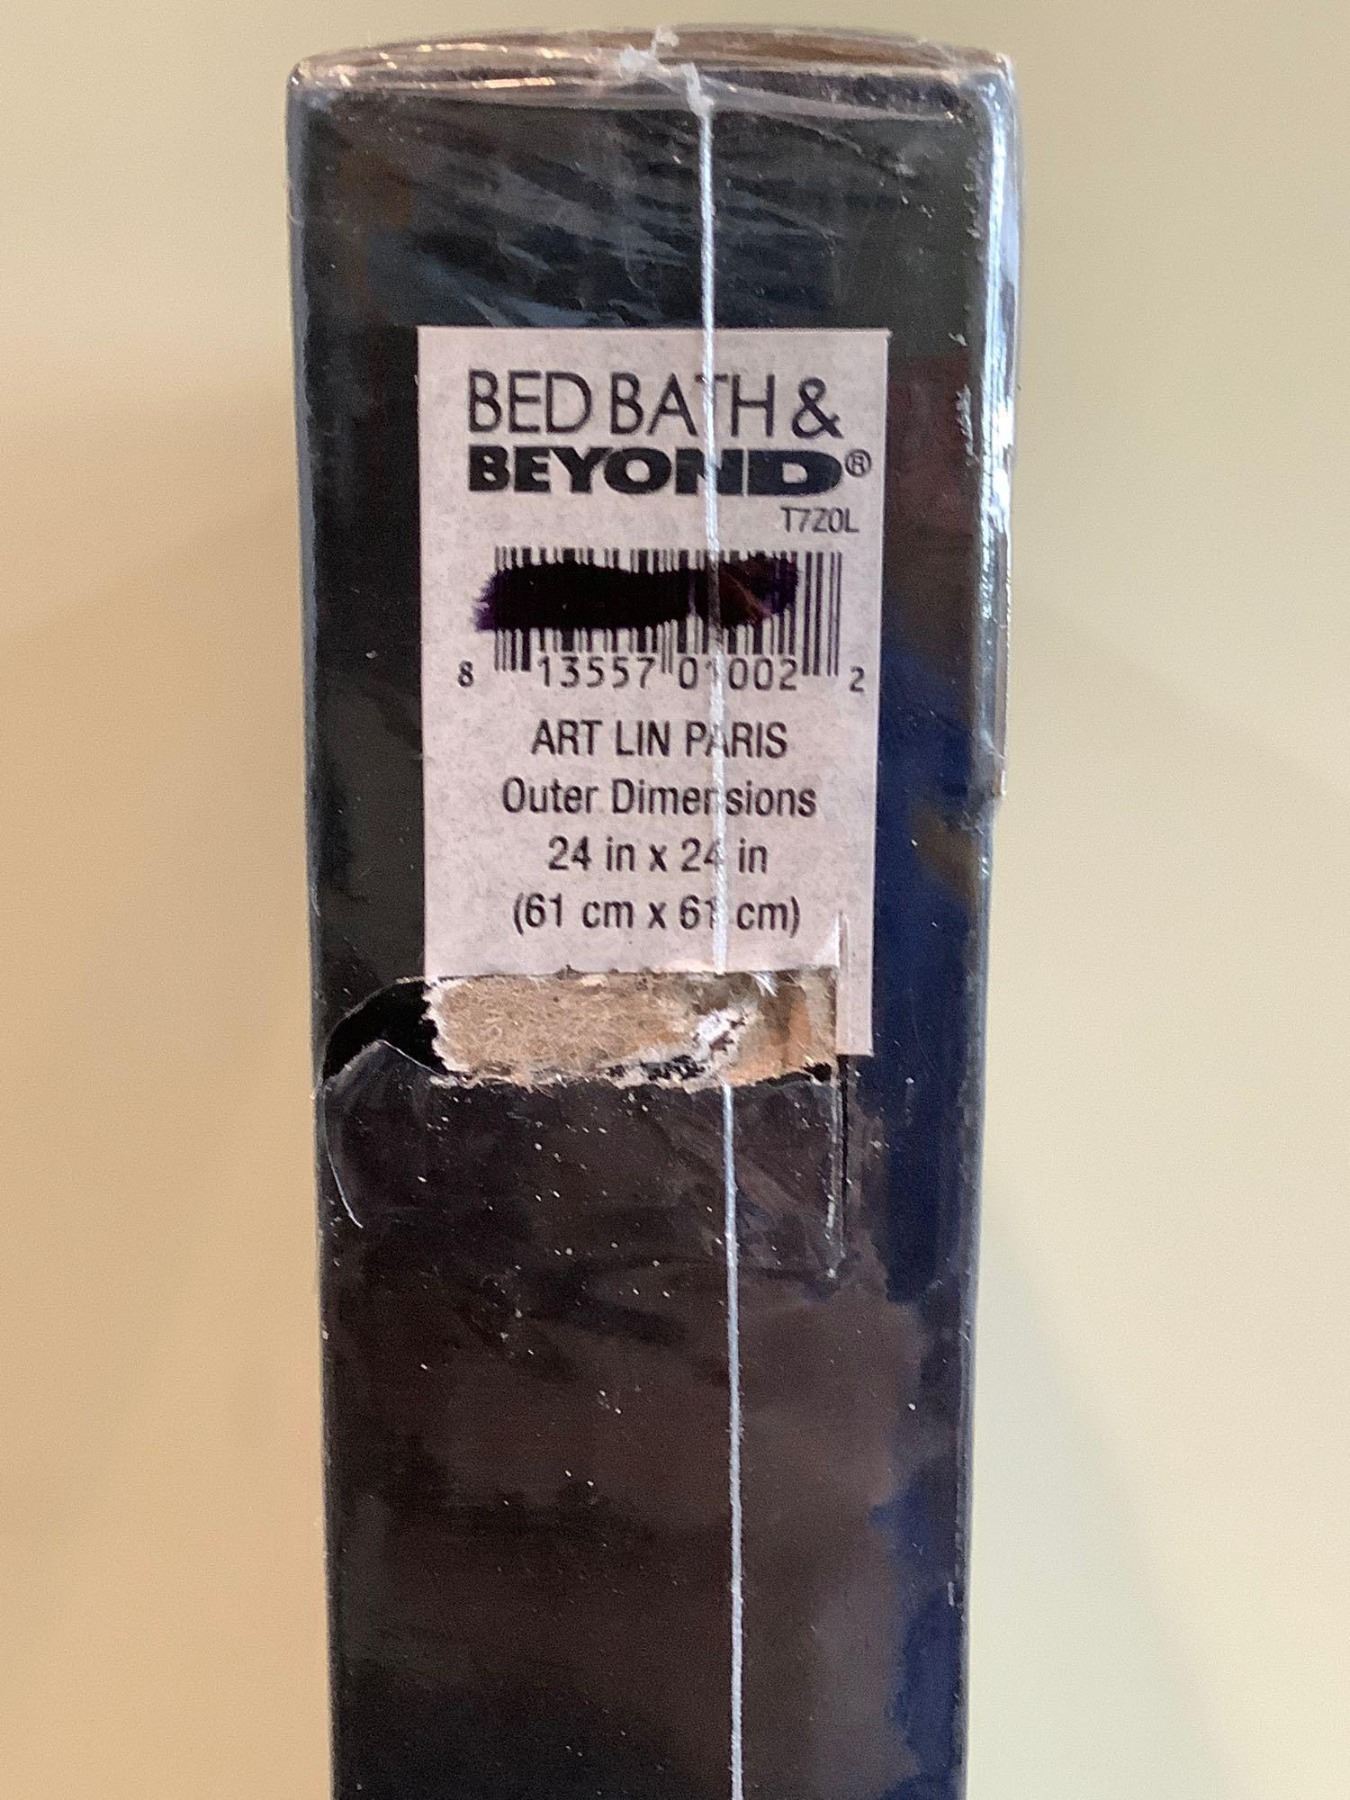 BED BATH &
BEYOND®
T7Z0L
8 13557 01002 2
ART LIN PARIS
Outer Dimensions
24 in x 24 in
(61 cm x 61 cm)